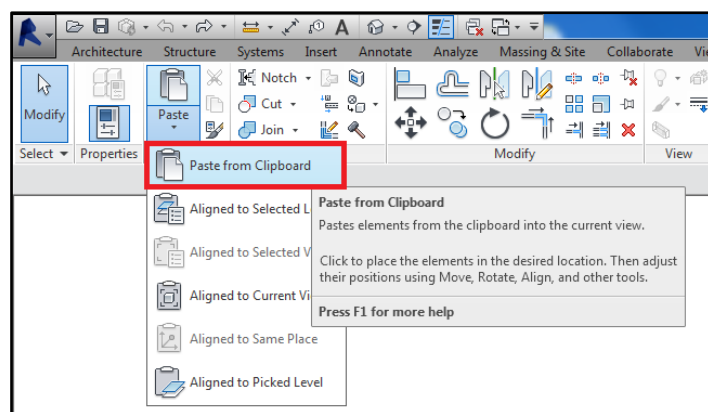 A
Architecture Structure Systems Insert Annotate Analyze Massing & Site Collaborate Vi
Modify
Paste
Notch
Cut
Join
Select Properties Modify View
Paste from Clipboard
Aligned to Selected L
Aligned to Selected V
Aligned to Current Vi
Aligned to Same Place
Aligned to Picked Level
Paste from Clipboard
Pastes elements from the clipboard into the current view.
Click to place the elements in the desired location. Then adjust
their positions using Move, Rotate, Align, and other tools.
Press F1 for more help